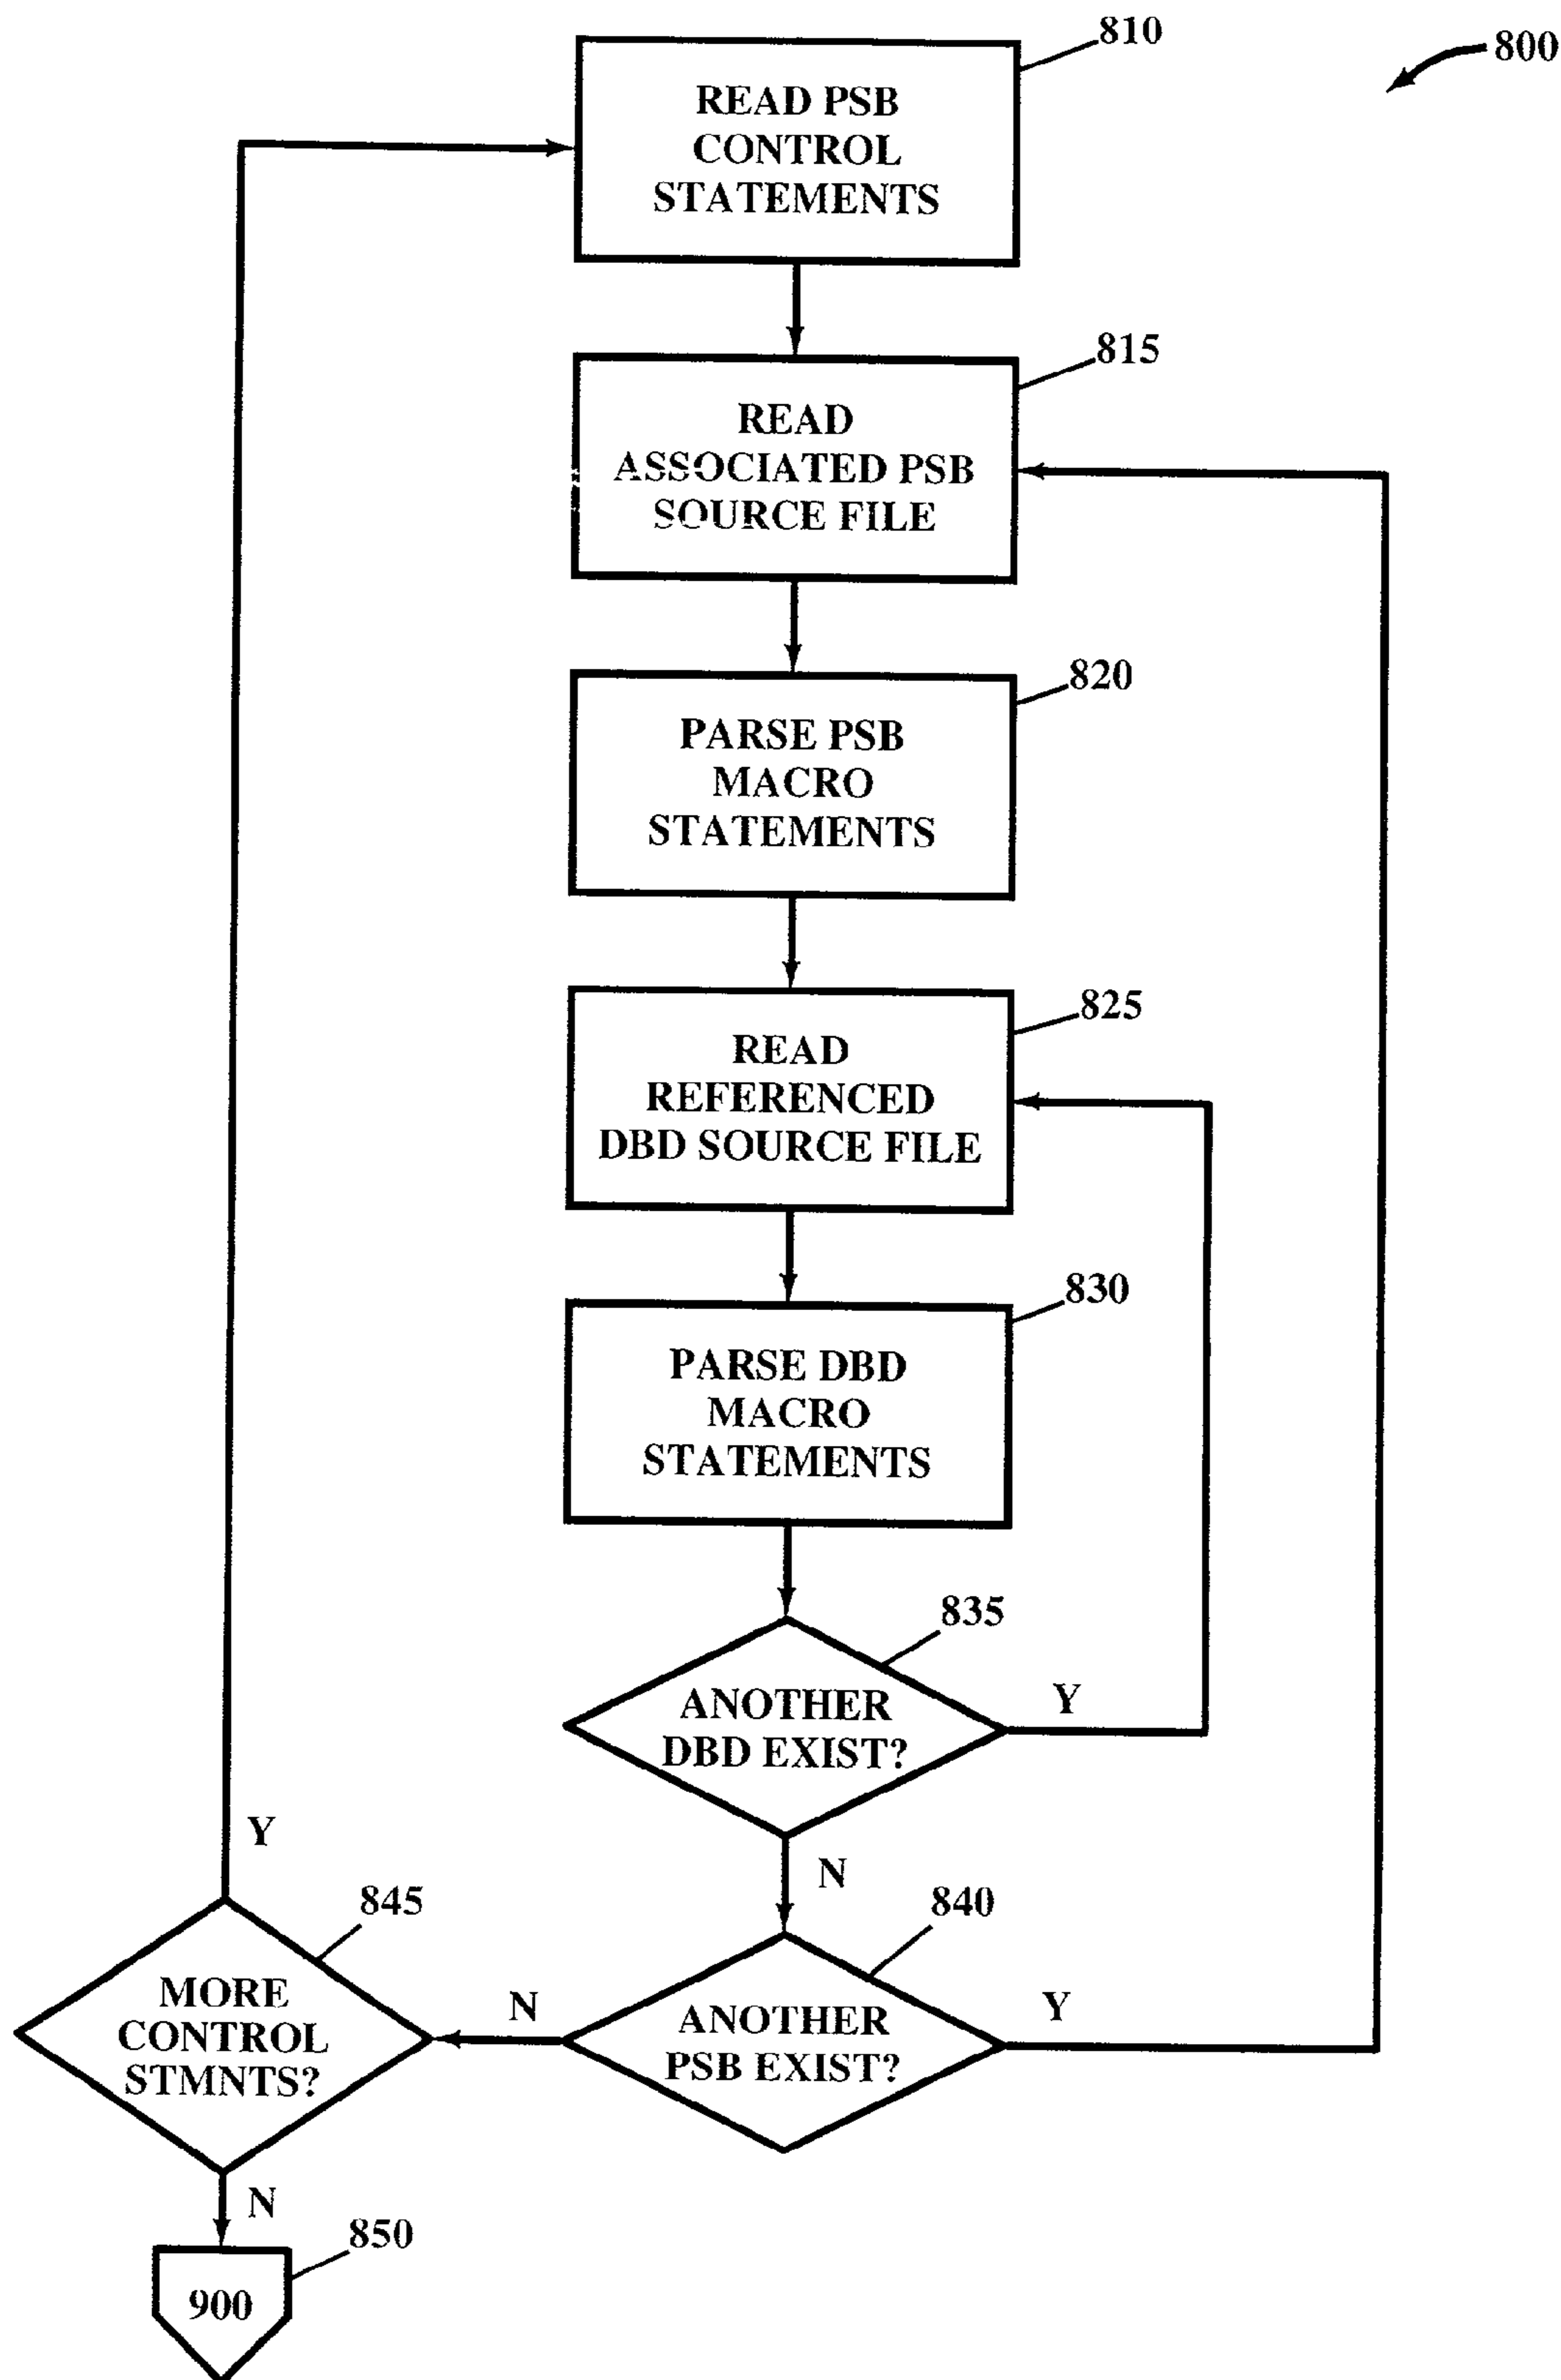 810
800
READ PSB
CONTROL
STATEMENTS
815
READ
ASSOCIATED PSB
SOURCE FILE
820
PARSE PSB
MACRO
STATEMENTS
825
READ
REFERENCED
DBD SOURCE FILE
830
PARSE DBD
MACRO
STATEMENTS
835
ANOTHER
DBD EXIST?
Y
N
Y
845
840
MORE
CONTROL
STMNTS?
N
ANOTHER
PSB EXIST?
Y
N
850
900